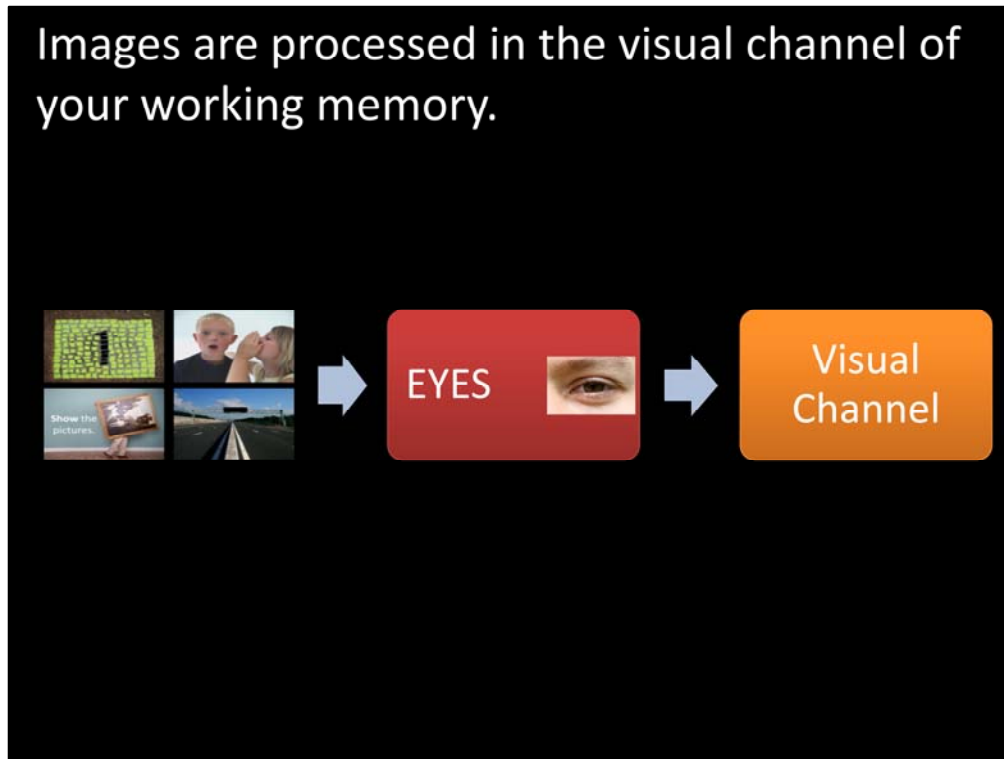 Images are processed in the visual channel of
your working memory.
Show the
pictures.
EYES
Visual
Channel